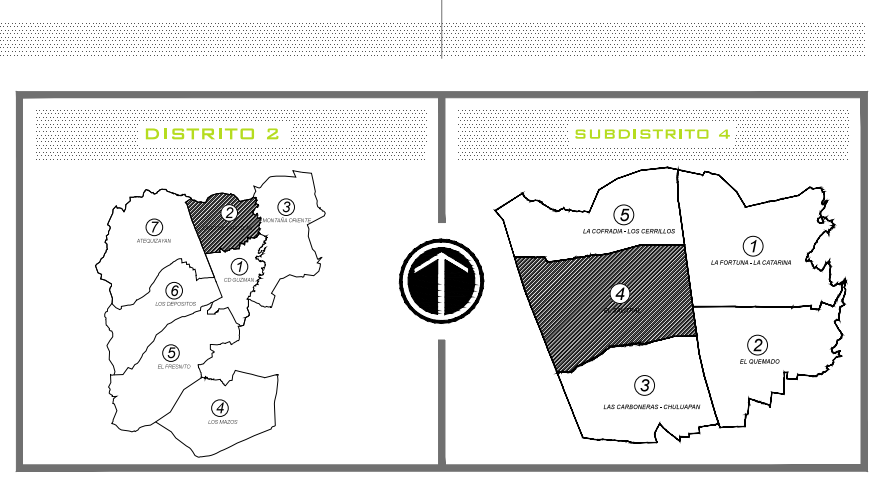 DISTRITO 2
2
3
MONTAÑA ORIENTE
7
ATEQUIZAYAN
1
CD GUZMAN
6
LOS DEPOSITOS
5
EL FRESNITO
4
LOS MAZOS
SUBDISTRITO 4
5
LA COFRADIA - LOS CERRILLOS
1
LA FORTUNA - LA CATARINA
4
2
EL QUEMADO
3
LAS CARBONERAS - CHULUAPAN